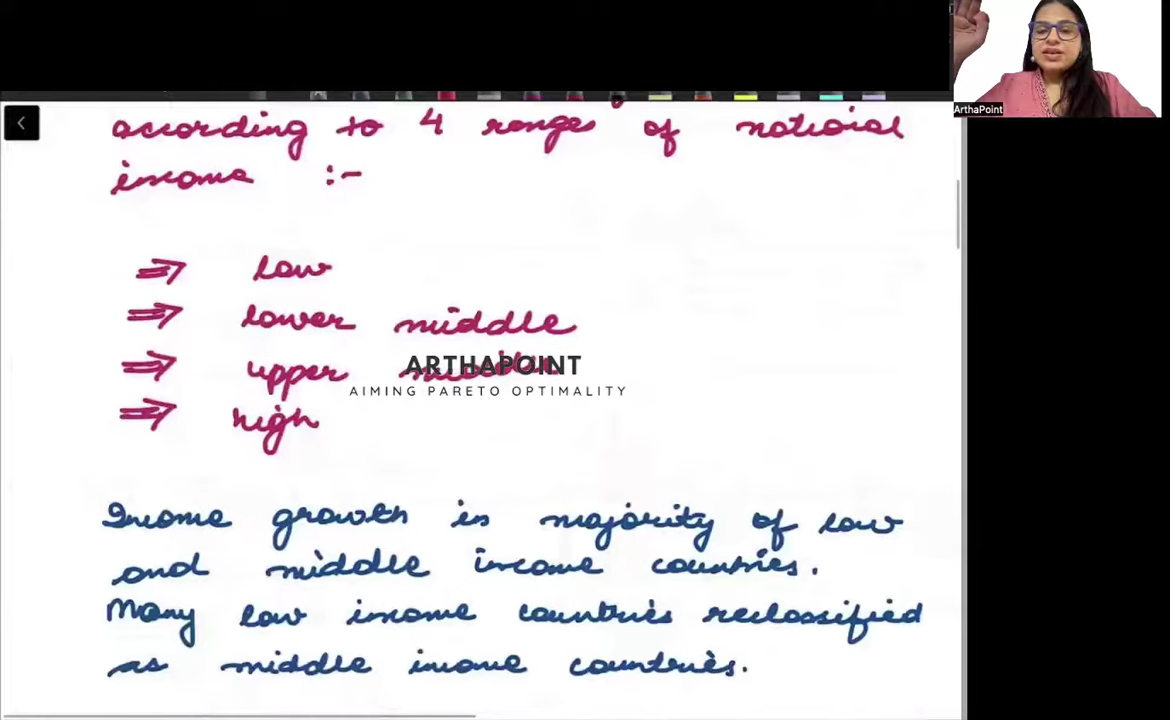 ArthaPoint
according to 4 ranges of national
income :-
⇒ low
⇒ lower middle
⇒ upper middle
ARTHAPOINT
AIMING PARETO OPTIMALITY
⇒ high
Income growth in majority of low
and middle income countries.
Many low income countries reclassified
as middle income countries.